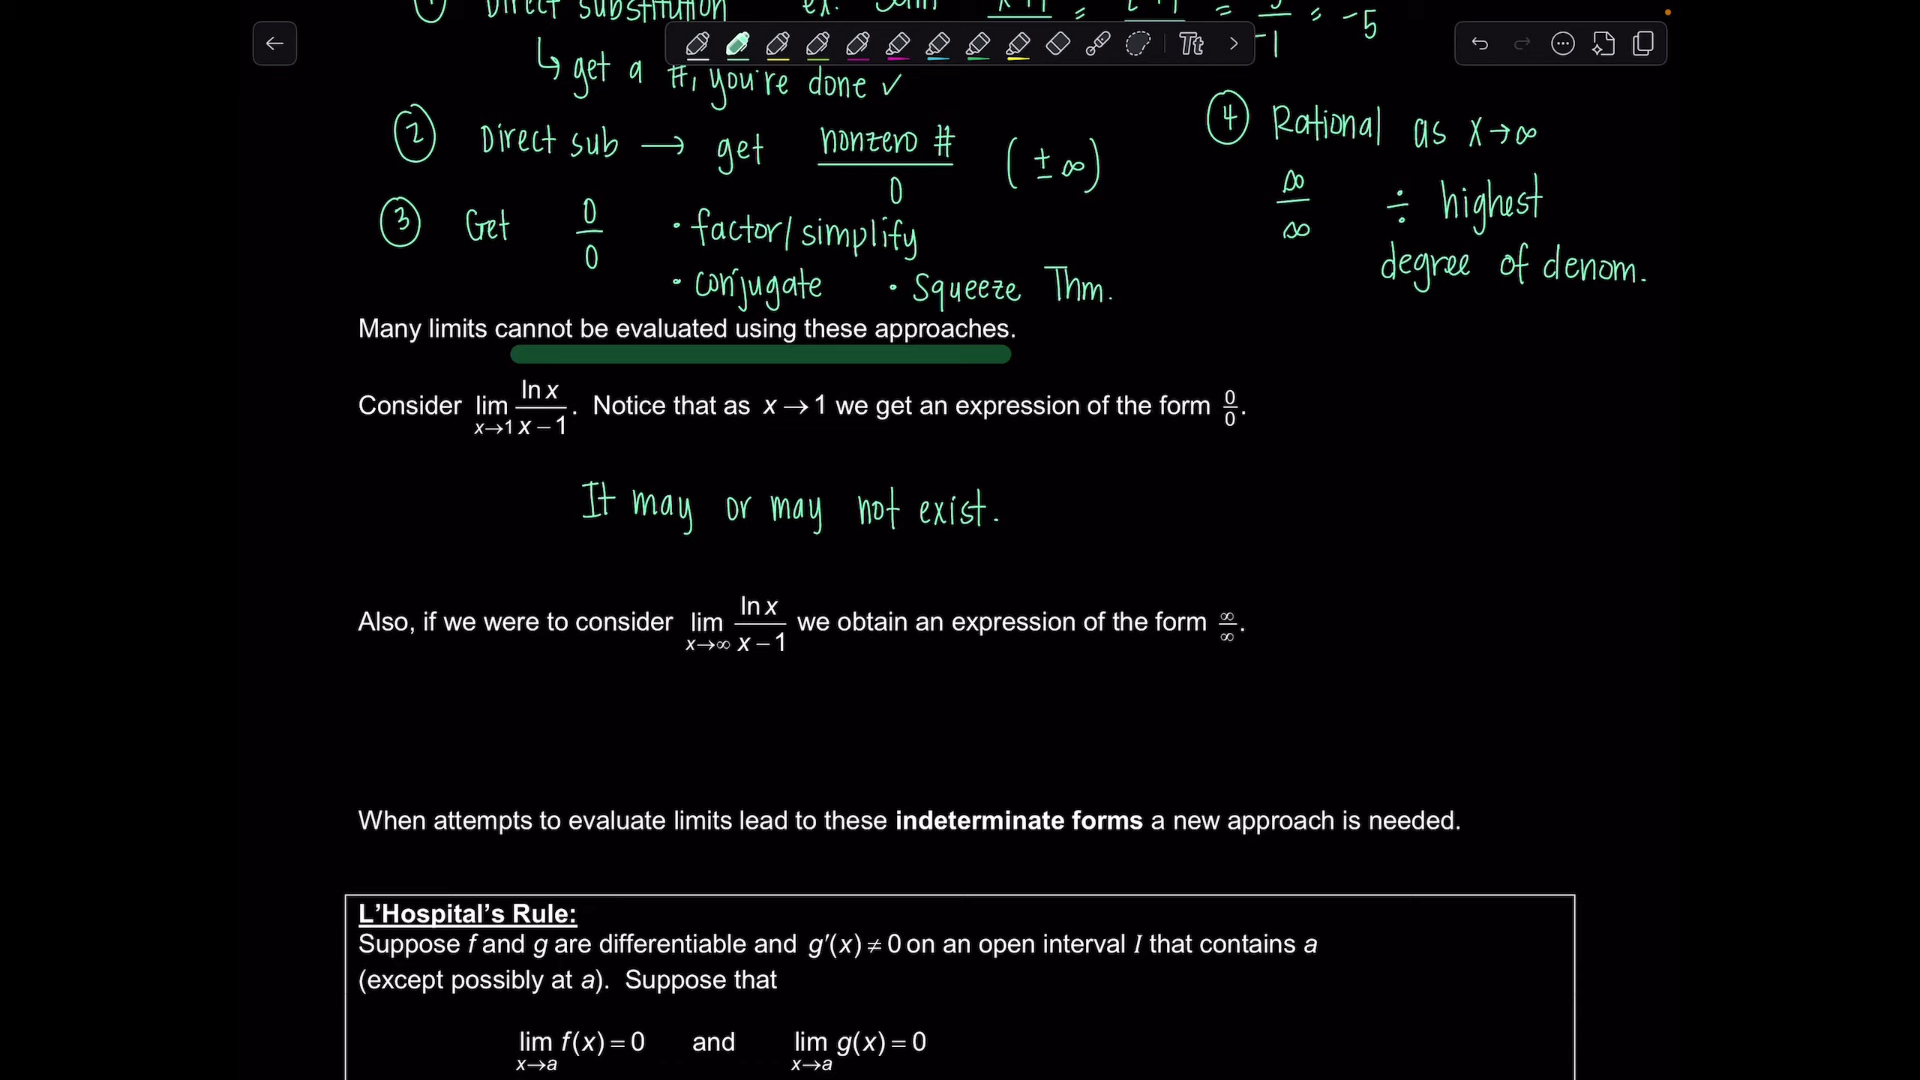 ① Direct substitution ex.
↳ get a #, you're done ✓
= = = -5
-1
② Direct sub → get nonzero # / 0 (± ∞)
③ Get 0/0 • factor/simplify
• conjugate • Squeeze Thm.
④ Rational as x→∞
∞/∞ ÷ highest
degree of denom.
Tt
Many limits cannot be evaluated using these approaches.
Consider lim x→1 ln x / x − 1. Notice that as x → 1 we get an expression of the form 0/0.
It may or may not exist.
Also, if we were to consider lim x→∞ ln x / x − 1 we obtain an expression of the form ∞/∞.
When attempts to evaluate limits lead to these indeterminate forms a new approach is needed.
L'Hospital's Rule:
Suppose f and g are differentiable and g′(x) ≠ 0 on an open interval I that contains a
(except possibly at a). Suppose that
lim x→a f(x) = 0 and lim x→a g(x) = 0